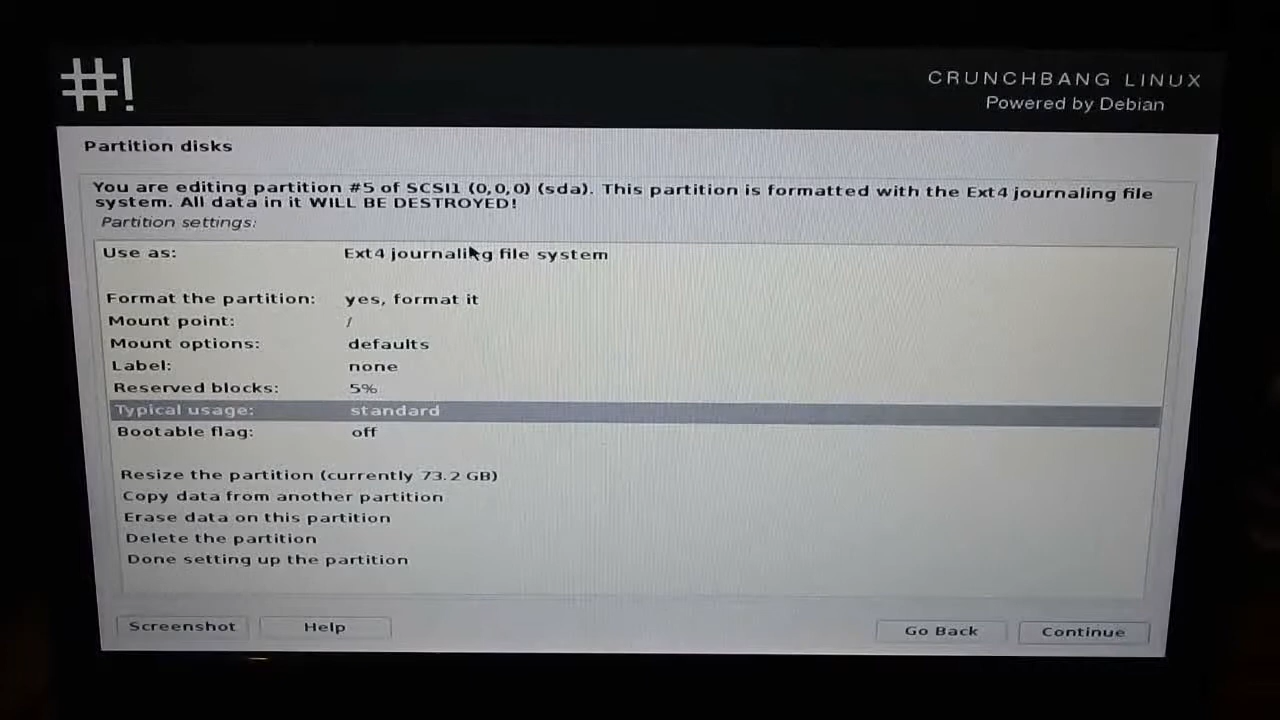 #!
CRUNCHBANG LINUX
Powered by Debian
Partition disks
You are editing partition #5 of SCSI1 (0,0,0) (sda). This partition is formatted with the Ext4 journaling file
system. All data in it WILL BE DESTROYED!
Partition settings:
Use as: Ext4 journaling file system
Format the partition: yes, format it
Mount point: /
Mount options: defaults
Label: none
Reserved blocks: 5%
Typical usage: standard
Bootable flag: off
Resize the partition (currently 73.2 GB)
Copy data from another partition
Erase data on this partition
Delete the partition
Done setting up the partition
Screenshot Help Go Back Continue